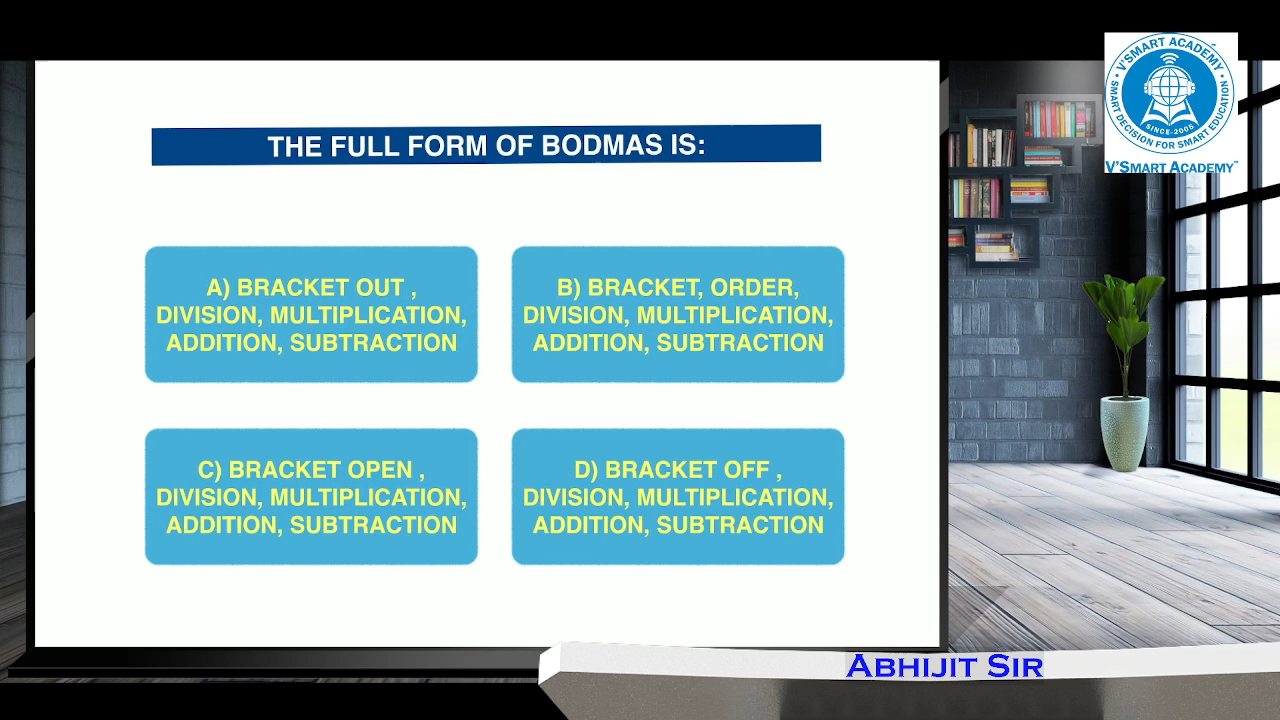 THE FULL FORM OF BODMAS IS:
A) BRACKET OUT ,
DIVISION, MULTIPLICATION,
ADDITION, SUBTRACTION
B) BRACKET, ORDER,
DIVISION, MULTIPLICATION,
ADDITION, SUBTRACTION
C) BRACKET OPEN ,
DIVISION, MULTIPLICATION,
ADDITION, SUBTRACTION
D) BRACKET OFF ,
DIVISION, MULTIPLICATION,
ADDITION, SUBTRACTION
V'SMART ACADEMY
SMART DECISION FOR SMART EDUCATION
SINCE-2005
V'SMART ACADEMY™
ABHIJIT SIR